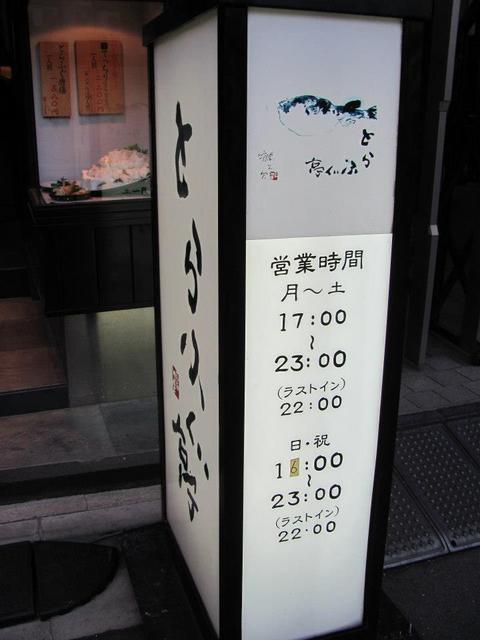 とらふぐ亭
とら
ふぐ亭
営業時間
月～土
17:00
～
23:00
(ラストイン)
22:00
日・祝
16:00
～
23:00
(ラストイン)
22:00